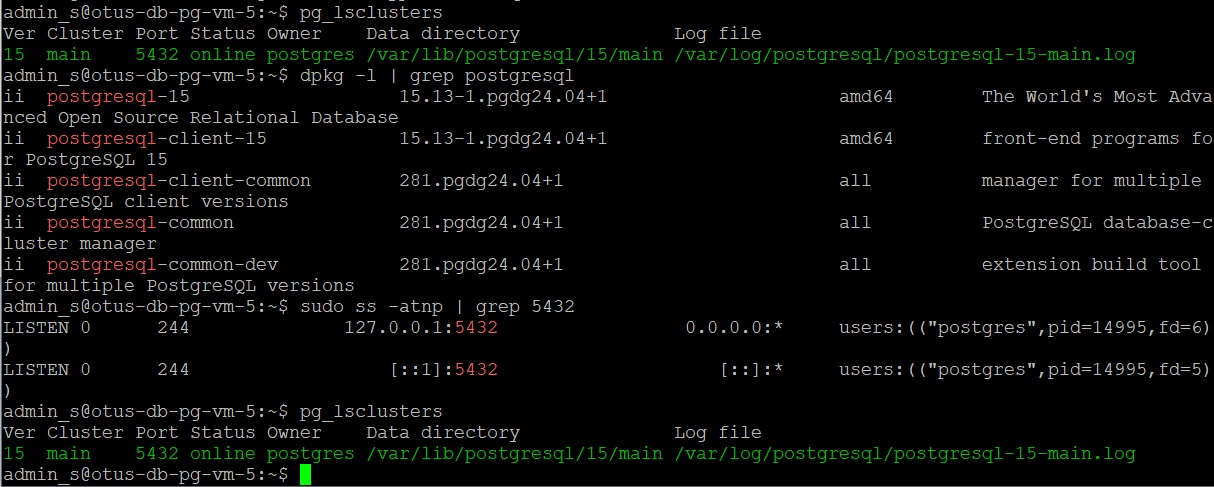 admin_s@otus-db-pg-vm-5:~$ pg_lsclusters
Ver Cluster Port Status Owner    Data directory              Log file
15  main    5432 online postgres /var/lib/postgresql/15/main /var/log/postgresql/postgresql-15-main.log
admin_s@otus-db-pg-vm-5:~$ dpkg -l | grep postgresql
ii  postgresql-15                   15.13-1.pgdg24.04+1                     amd64        The World's Most Adva
nced Open Source Relational Database
ii  postgresql-client-15            15.13-1.pgdg24.04+1                     amd64        front-end programs fo
r PostgreSQL 15
ii  postgresql-client-common        281.pgdg24.04+1                         all          manager for multiple
PostgreSQL client versions
ii  postgresql-common               281.pgdg24.04+1                         all          PostgreSQL database-c
luster manager
ii  postgresql-common-dev           281.pgdg24.04+1                         all          extension build tool
for multiple PostgreSQL versions
admin_s@otus-db-pg-vm-5:~$ sudo ss -atnp | grep 5432
LISTEN 0      244                 127.0.0.1:5432                 0.0.0.0:*     users:(("postgres",pid=14995,fd=6)
)
LISTEN 0      244                     [::1]:5432                    [::]:*     users:(("postgres",pid=14995,fd=5)
)
admin_s@otus-db-pg-vm-5:~$ pg_lsclusters
Ver Cluster Port Status Owner    Data directory              Log file
15  main    5432 online postgres /var/lib/postgresql/15/main /var/log/postgresql/postgresql-15-main.log
admin_s@otus-db-pg-vm-5:~$